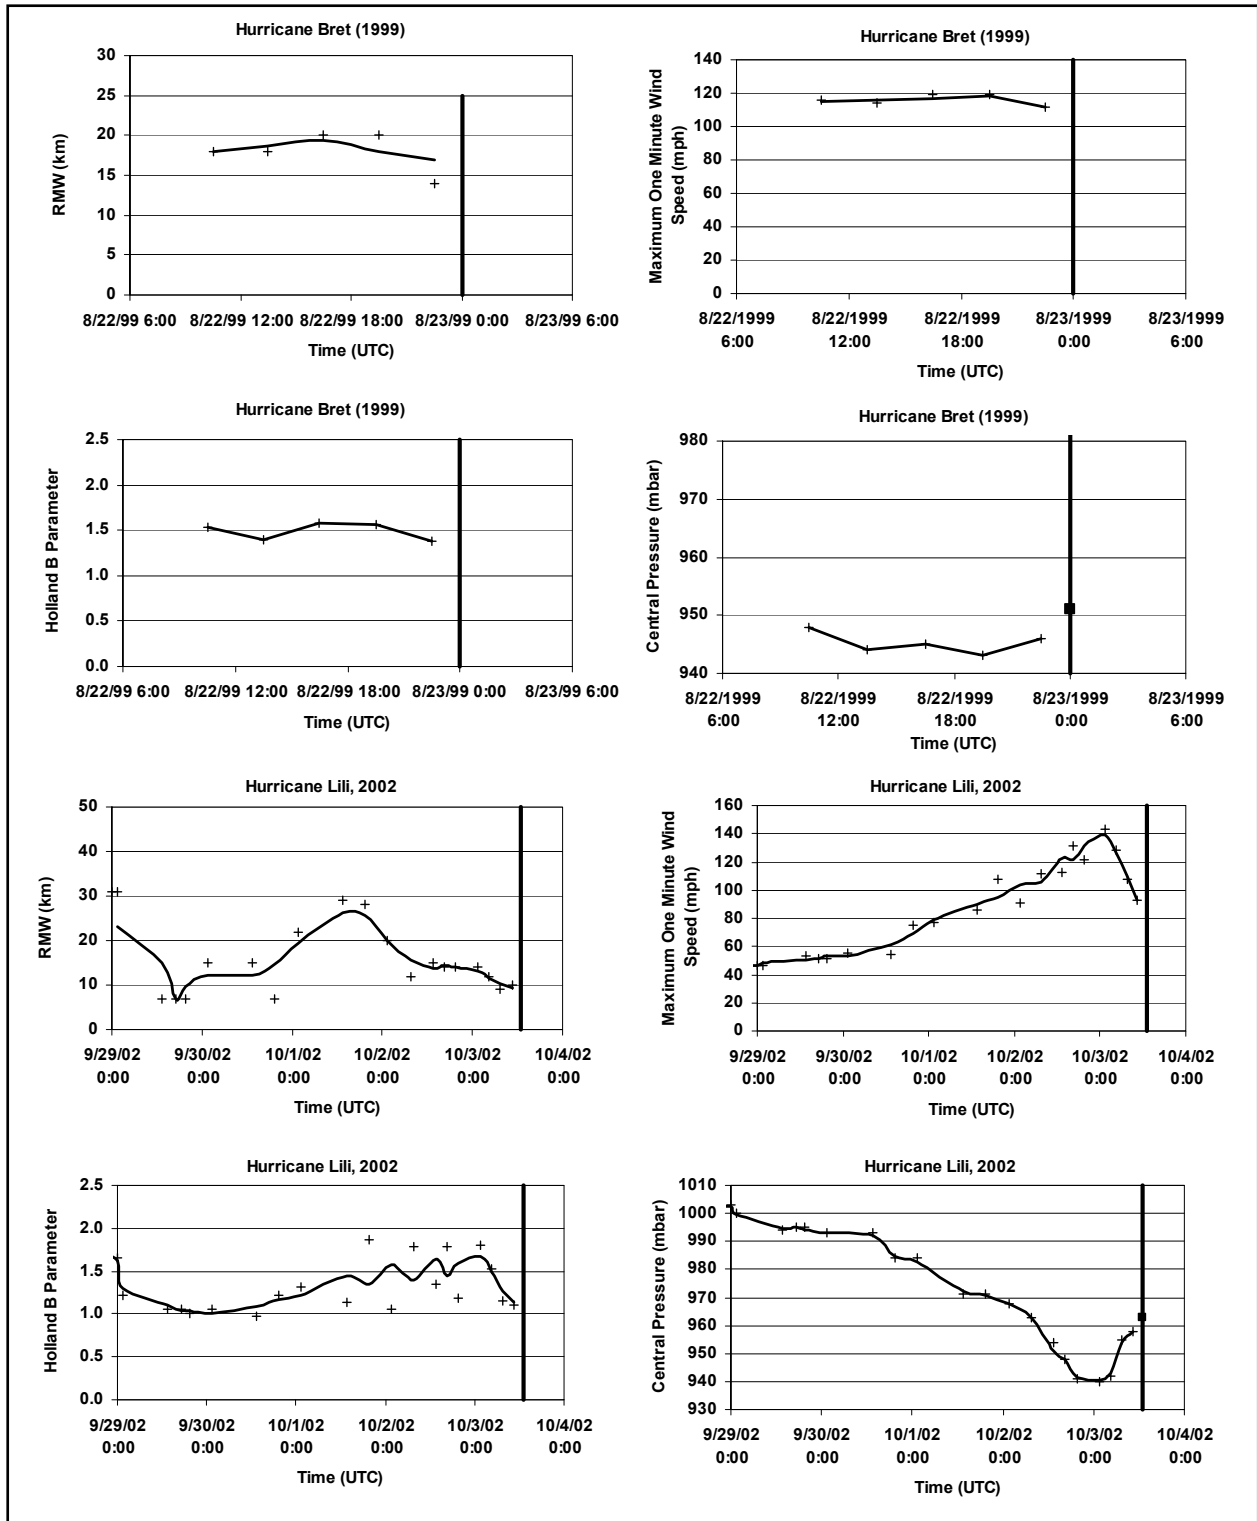 Hurricane Bret (1999)
RMW (km)
30
25
20
15
10
5
0
8/22/99 6:00 8/22/99 12:00 8/22/99 18:00 8/23/99 0:00 8/23/99 6:00
Time (UTC)
Hurricane Bret (1999)
Maximum One Minute Wind
Speed (mph)
140
120
100
80
60
40
20
0
8/22/1999 8/22/1999 8/22/1999 8/23/1999 8/23/1999
6:00 12:00 18:00 0:00 6:00
Time (UTC)
Hurricane Bret (1999)
Holland B Parameter
2.5
2.0
1.5
1.0
0.5
0.0
8/22/99 6:00 8/22/99 12:00 8/22/99 18:00 8/23/99 0:00 8/23/99 6:00
Time (UTC)
Hurricane Bret (1999)
Central Pressure (mbar)
980
970
960
950
940
8/22/1999 8/22/1999 8/22/1999 8/23/1999 8/23/1999
6:00 12:00 18:00 0:00 6:00
Time (UTC)
Hurricane Lili, 2002
RMW (km)
50
40
30
20
10
0
9/29/02 9/30/02 10/1/02 10/2/02 10/3/02 10/4/02
0:00 0:00 0:00 0:00 0:00 0:00
Time (UTC)
Hurricane Lili, 2002
Maximum One Minute Wind
Speed (mph)
160
140
120
100
80
60
40
20
0
9/29/02 9/30/02 10/1/02 10/2/02 10/3/02 10/4/02
0:00 0:00 0:00 0:00 0:00 0:00
Time (UTC)
Hurricane Lili, 2002
Holland B Parameter
2.5
2.0
1.5
1.0
0.5
0.0
9/29/02 9/30/02 10/1/02 10/2/02 10/3/02 10/4/02
0:00 0:00 0:00 0:00 0:00 0:00
Time (UTC)
Hurricane Lili, 2002
Central Pressure (mbar)
1010
1000
990
980
970
960
950
940
930
9/29/02 9/30/02 10/1/02 10/2/02 10/3/02 10/4/02
0:00 0:00 0:00 0:00 0:00 0:00
Time (UTC)